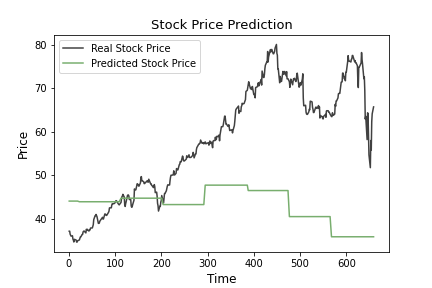 Stock Price Prediction
Real Stock Price
Predicted Stock Price
Price
80
70
60
50
40
0 100 200 300 400 500 600
Time